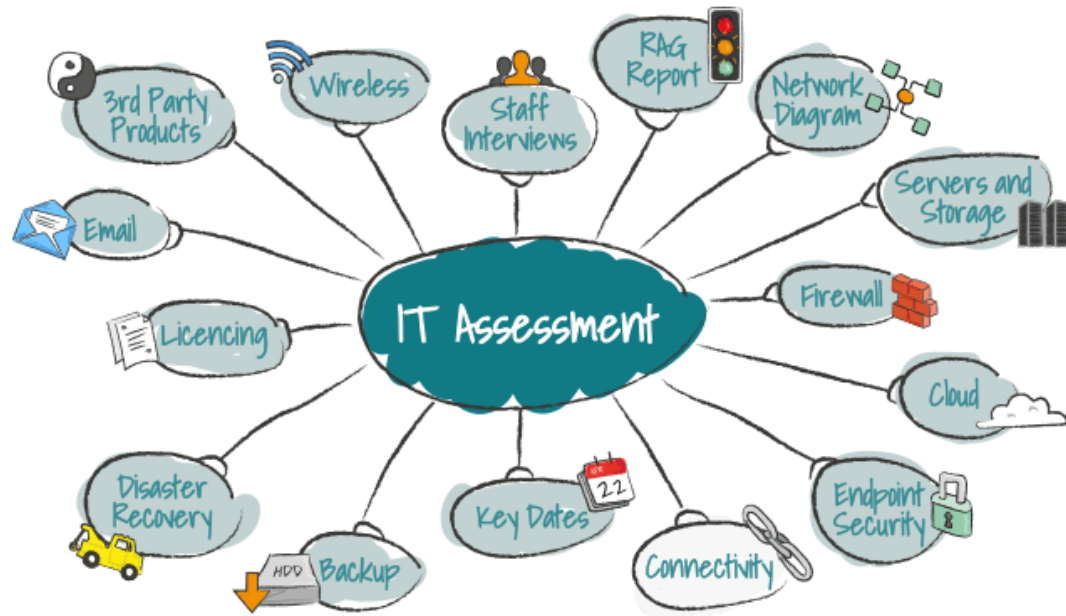 3rd Party
Products
Wireless
Staff
Interviews
RAG
Report
Network
Diagram
Servers and
Storage
Email
Licencing
IT Assessment
Firewall
Cloud
Disaster
Recovery
HDD
Backup
Key Dates
APR
22
Connectivity
Endpoint
Security